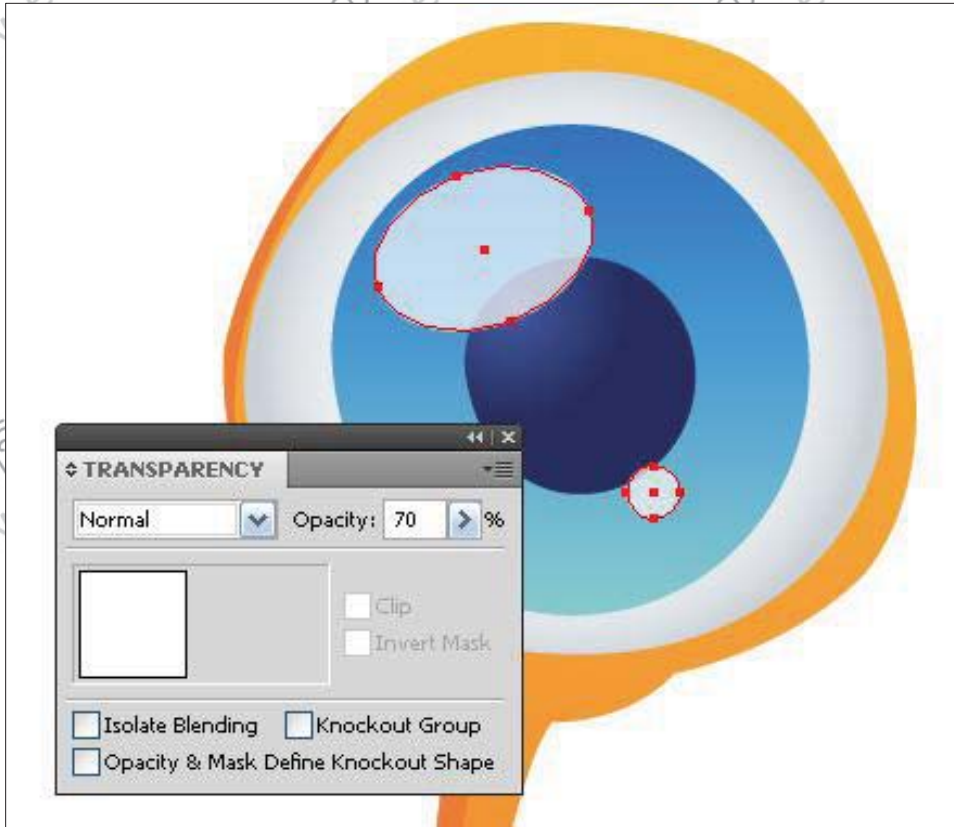 TRANSPARENCY
Normal Opacity: 70 %
Clip
Invert Mask
Isolate Blending Knockout Group
Opacity & Mask Define Knockout Shape